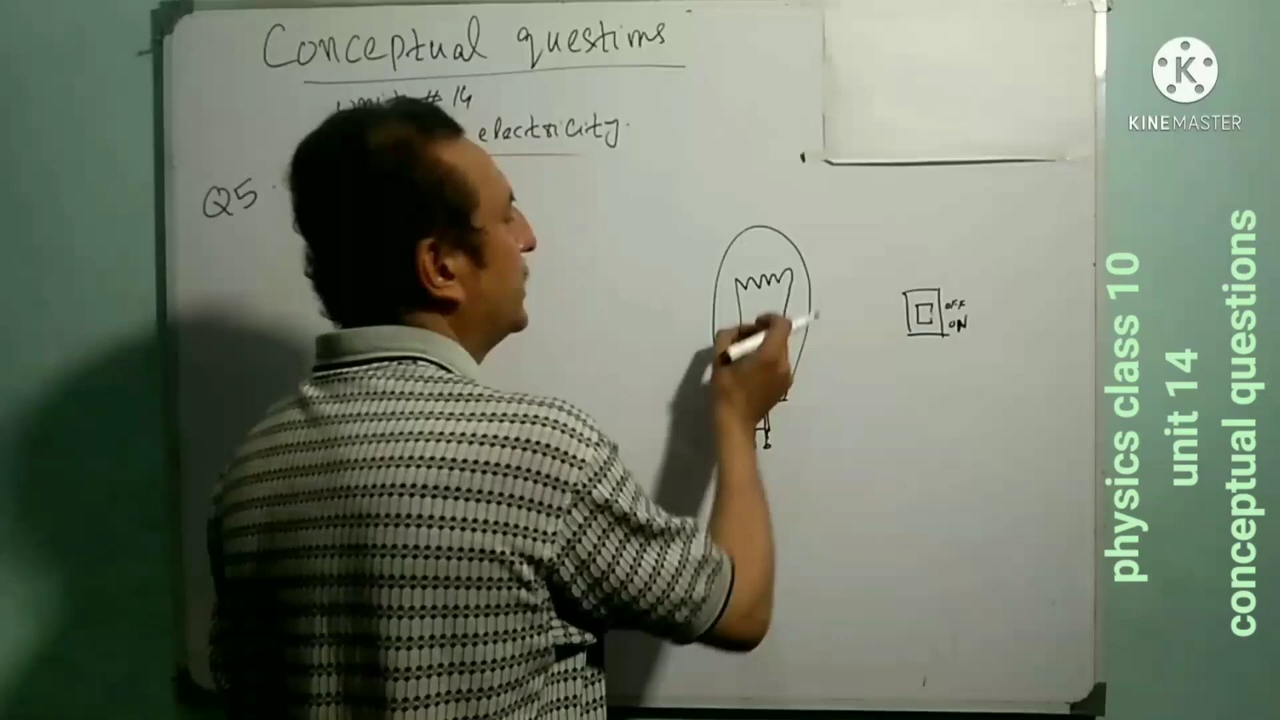 Conceptual questions
# 14
electricity.
Q5.
OFF
ON
KINEMASTER
physics class 10
unit 14
conceptual questions